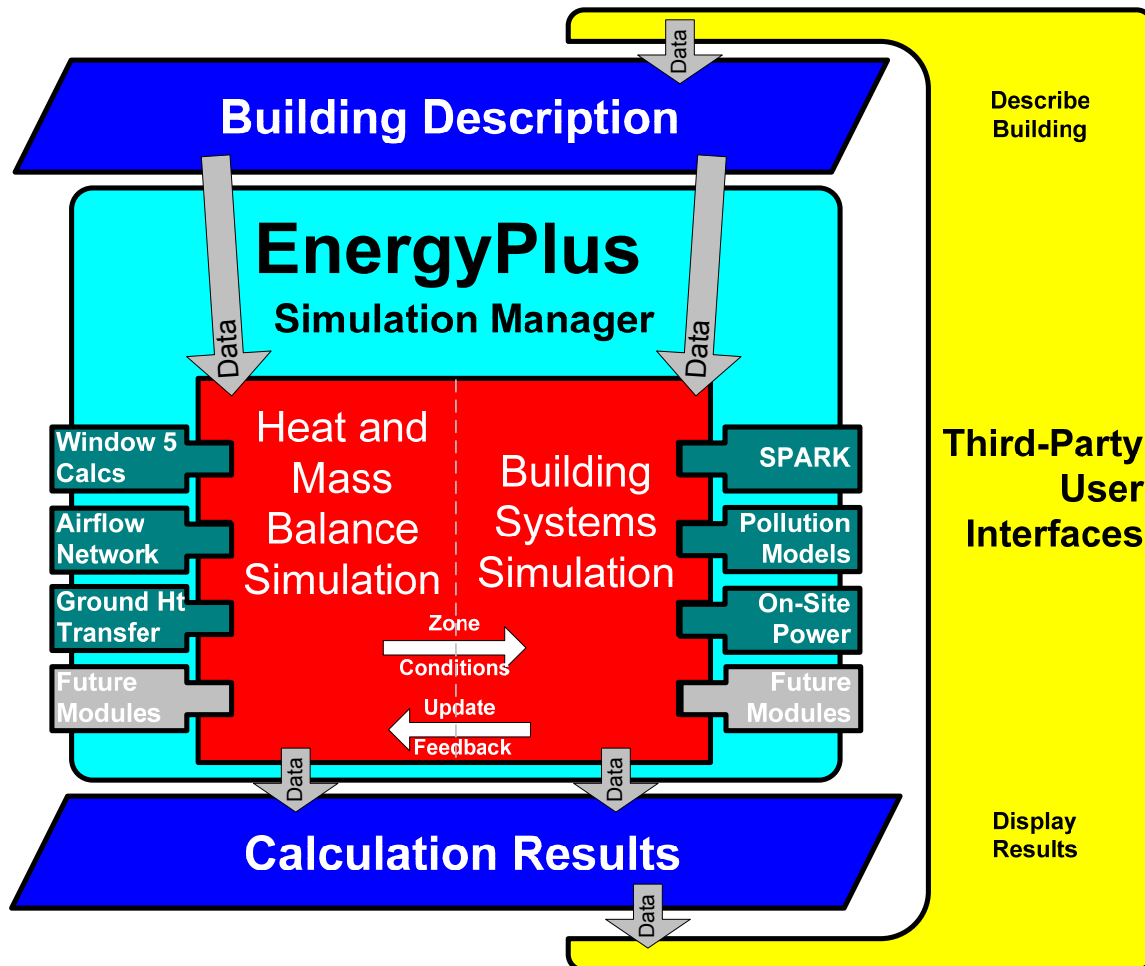 Data
Building Description
Describe
Building
EnergyPlus
Simulation Manager
Data
Data
Heat and
Mass
Balance
Simulation
Building
Systems
Simulation
Window 5
Calcs
Airflow
Network
Ground Ht
Transfer
Future
Modules
SPARK
Pollution
Models
On-Site
Power
Future
Modules
Zone
Conditions
Update
Feedback
Third-Party
User
Interfaces
Data
Data
Calculation Results
Display
Results
Data